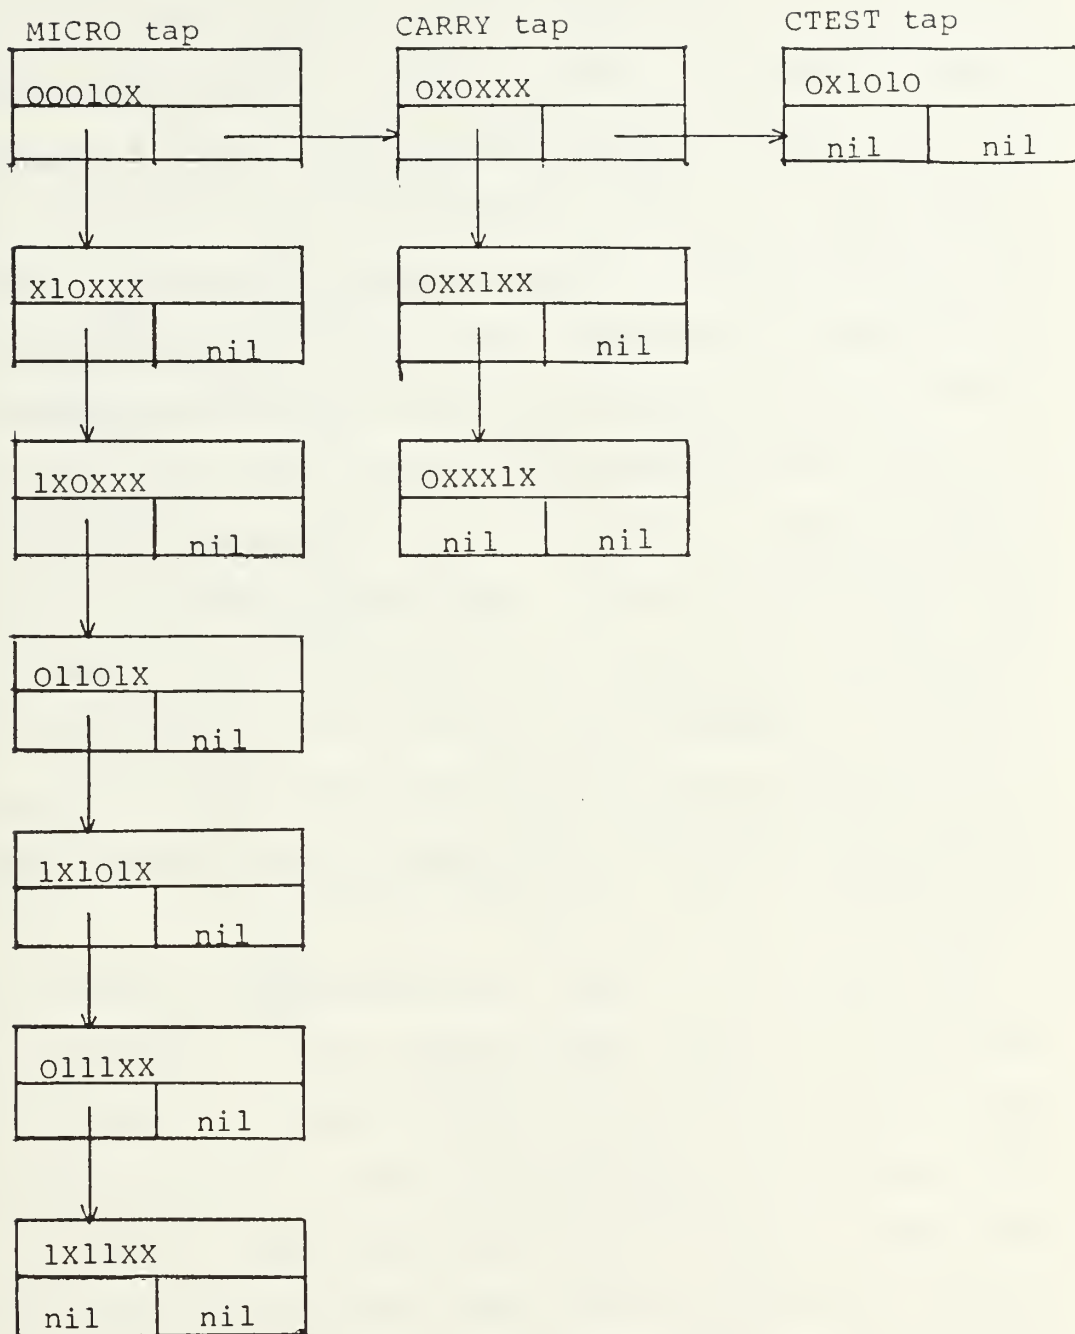 MICRO tap
CARRY tap
CTEST tap
00010X
0X0XXX
0X1010
nil
nil
X10XXX
nil
0XX1XX
nil
1X0XXX
nil
0XXX1X
nil
nil
01101X
nil
1X101X
nil
0111XX
nil
1X11XX
nil
nil